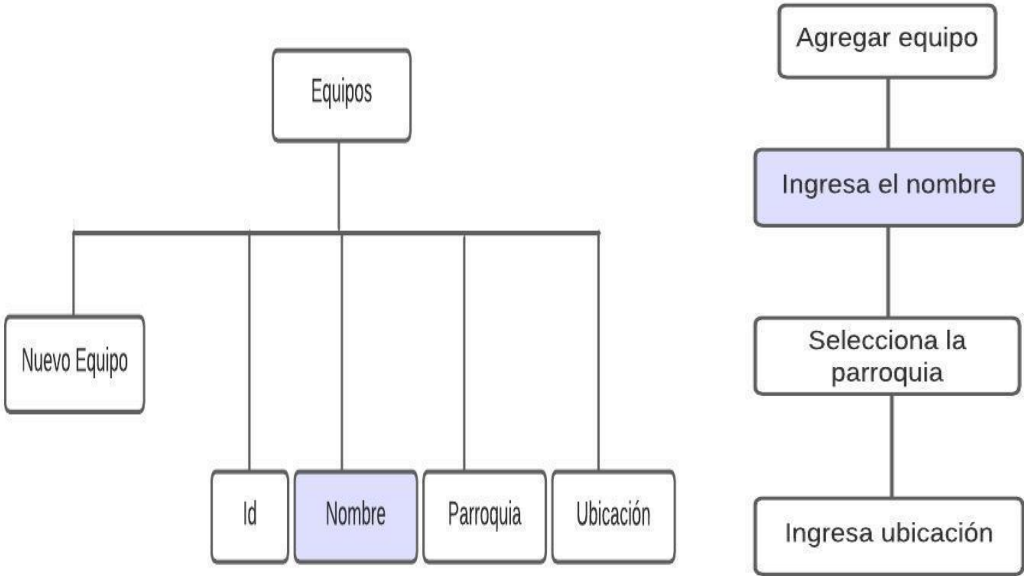 Equipos
Nuevo Equipo
Id
Nombre
Parroquia
Ubicación
Agregar equipo
Ingresa el nombre
Selecciona la
parroquia
Ingresa ubicación